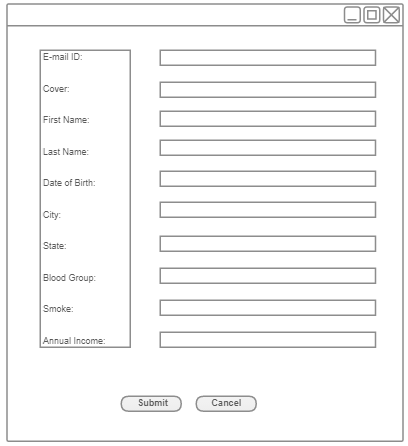 E-mail ID:
Cover:
First Name:
Last Name:
Date of Birth:
City:
State:
Blood Group:
Smoke:
Annual Income:
Submit Cancel